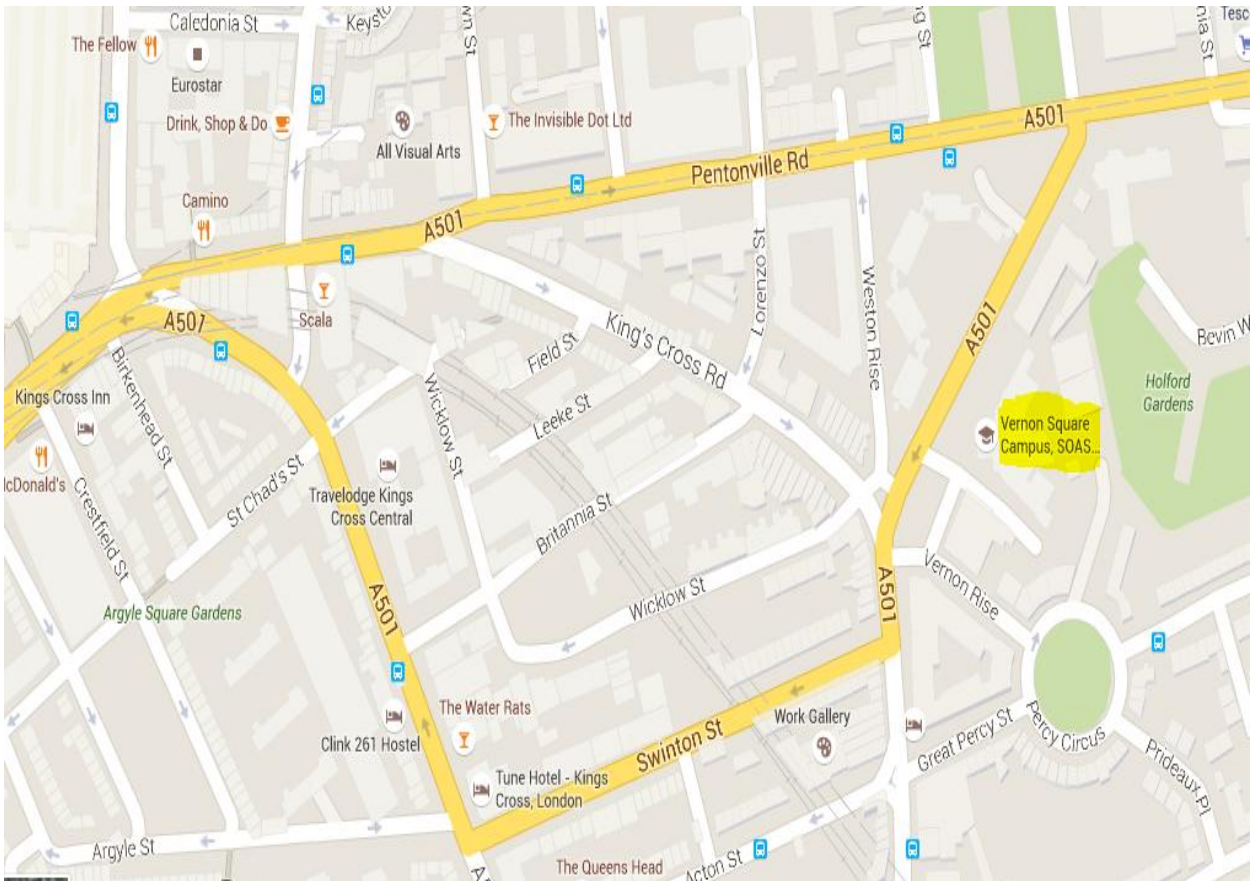 Caledonia St
The Fellow
Eurostar
Drink, Shop & Do
All Visual Arts
The Invisible Dot Ltd
A501
Pentonville Rd
Camino
A501
A501
Scala
Birkenhead St
Kings Cross Inn
Crestfield St
St Chad's St
Travelodge Kings
Cross Central
Wicklow St
Field St
Leeke St
King's Cross Rd
Lorenzo St
Weston Rise
A501
Bevin W
Holford
Gardens
Vernon Square
Campus, SOAS...
Britannia St
Wicklow St
Vernon Rise
A501
A501
Argyle Square Gardens
Clink 261 Hostel
The Water Rats
Tune Hotel - Kings
Cross, London
Swinton St
Work Gallery
Great Percy St
Percy Circus
Prideaux Pl
Argyle St
The Queens Head
Acton St